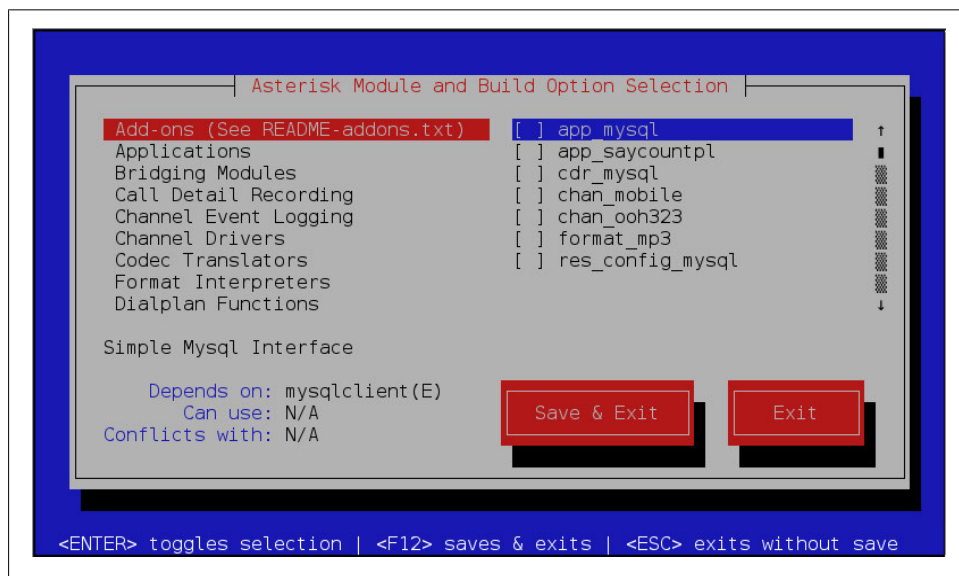 Asterisk Module and Build Option Selection
Add-ons (See README-addons.txt)
Applications
Bridging Modules
Call Detail Recording
Channel Event Logging
Channel Drivers
Codec Translators
Format Interpreters
Dialplan Functions
[ ] app_mysql
[ ] app_saycountpl
[ ] cdr_mysql
[ ] chan_mobile
[ ] chan_ooh323
[ ] format_mp3
[ ] res_config_mysql
Simple Mysql Interface
Depends on: mysqlclient(E)
Can use: N/A
Conflicts with: N/A
Save & Exit
Exit
<ENTER> toggles selection | <F12> saves & exits | <ESC> exits without save